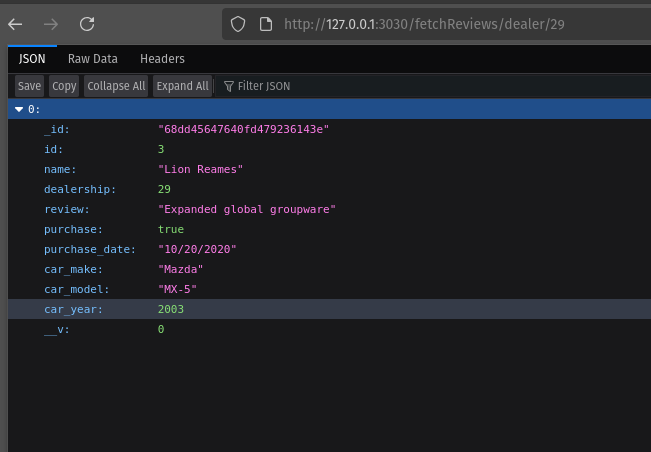 http://127.0.0.1:3030/fetchReviews/dealer/29
JSON Raw Data Headers
Save Copy Collapse All Expand All Filter JSON
0:
_id: "68dd45647640fd479236143e"
id: 3
name: "Lion Reames"
dealership: 29
review: "Expanded global groupware"
purchase: true
purchase_date: "10/20/2020"
car_make: "Mazda"
car_model: "MX-5"
car_year: 2003
__v: 0